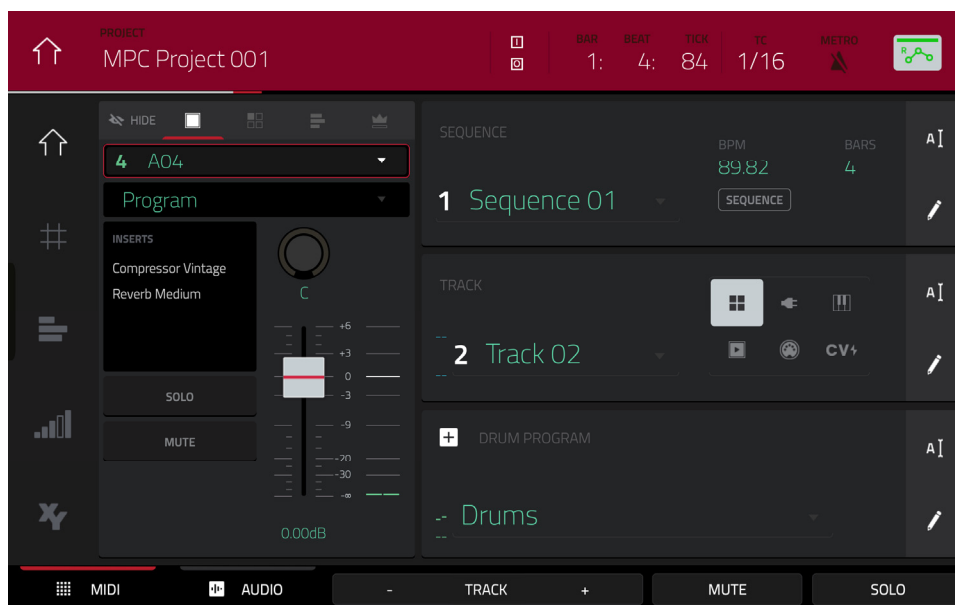 PROJECT
MPC Project 001
I
O
BAR BEAT TICK TC METRO
1: 4: 84 1/16
R
HIDE
4 A04
Program
INSERTS
Compressor Vintage
Reverb Medium
C
+6
+3
0
-3
-9
-20
-30
-∞
SOLO
MUTE
0.00dB
SEQUENCE
BPM BARS
89.82 4
1 Sequence 01
SEQUENCE
A
TRACK
2 Track 02
CV
A
DRUM PROGRAM
Drums
A
XY
MIDI AUDIO - TRACK + MUTE SOLO